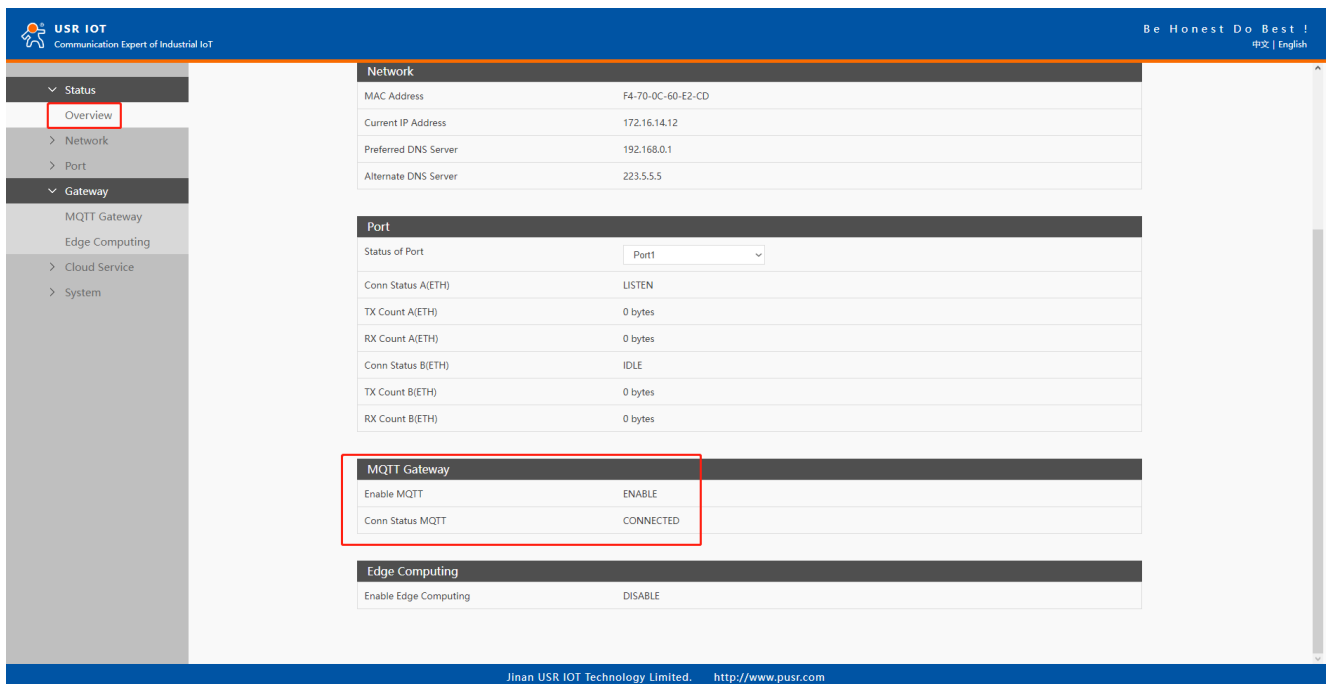 USR IOT
Communication Expert of Industrial IoT
Be Honest Do Best !
中文 | English
Status
Overview
Network
Port
Gateway
MQTT Gateway
Edge Computing
Cloud Service
System
Network
MAC Address F4-70-0C-60-E2-CD
Current IP Address 172.16.14.12
Preferred DNS Server 192.168.0.1
Alternate DNS Server 223.5.5.5
Port
Status of Port Port1
Conn Status A(ETH) LISTEN
TX Count A(ETH) 0 bytes
RX Count A(ETH) 0 bytes
Conn Status B(ETH) IDLE
TX Count B(ETH) 0 bytes
RX Count B(ETH) 0 bytes
MQTT Gateway
Enable MQTT ENABLE
Conn Status MQTT CONNECTED
Edge Computing
Enable Edge Computing DISABLE
Jinan USR IOT Technology Limited. http://www.pusr.com